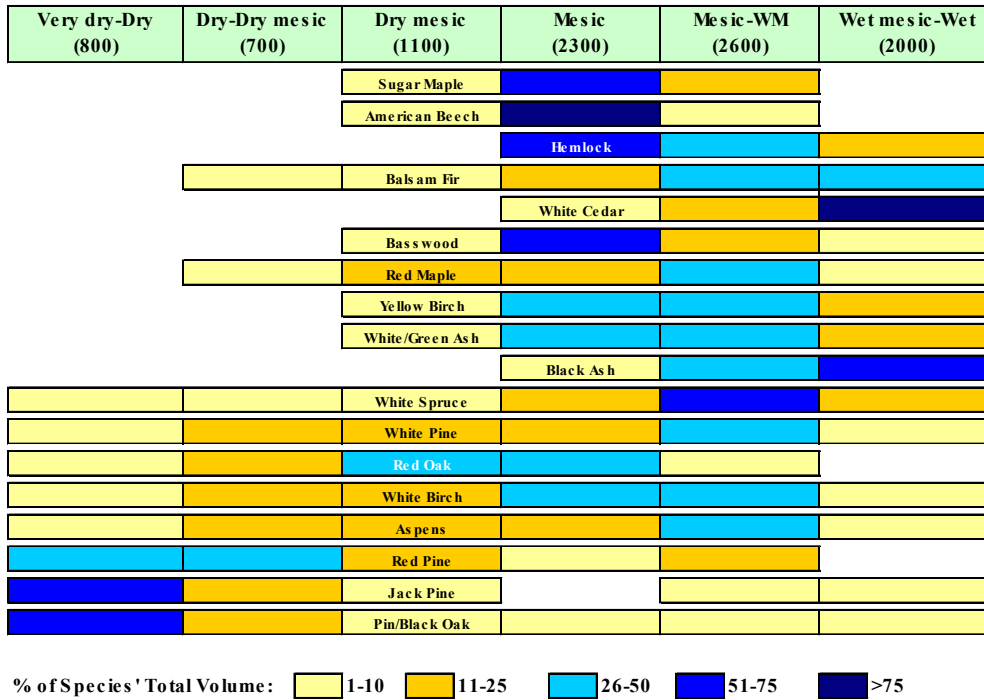 Very dry-Dry Dry-Dry mesic Dry mesic Mesic Mesic-WM Wet mesic-Wet
(800) (700) (1100) (2300) (2600) (2000)
Sugar Maple
American Beech
Hemlock
Balsam Fir
White Cedar
Basswood
Red Maple
Yellow Birch
White/Green Ash
Black Ash
White Spruce
White Pine
Red Oak
White Birch
Aspens
Red Pine
Jack Pine
Pin/Black Oak
% of Species' Total Volume: 1-10 11-25 26-50 51-75 >75